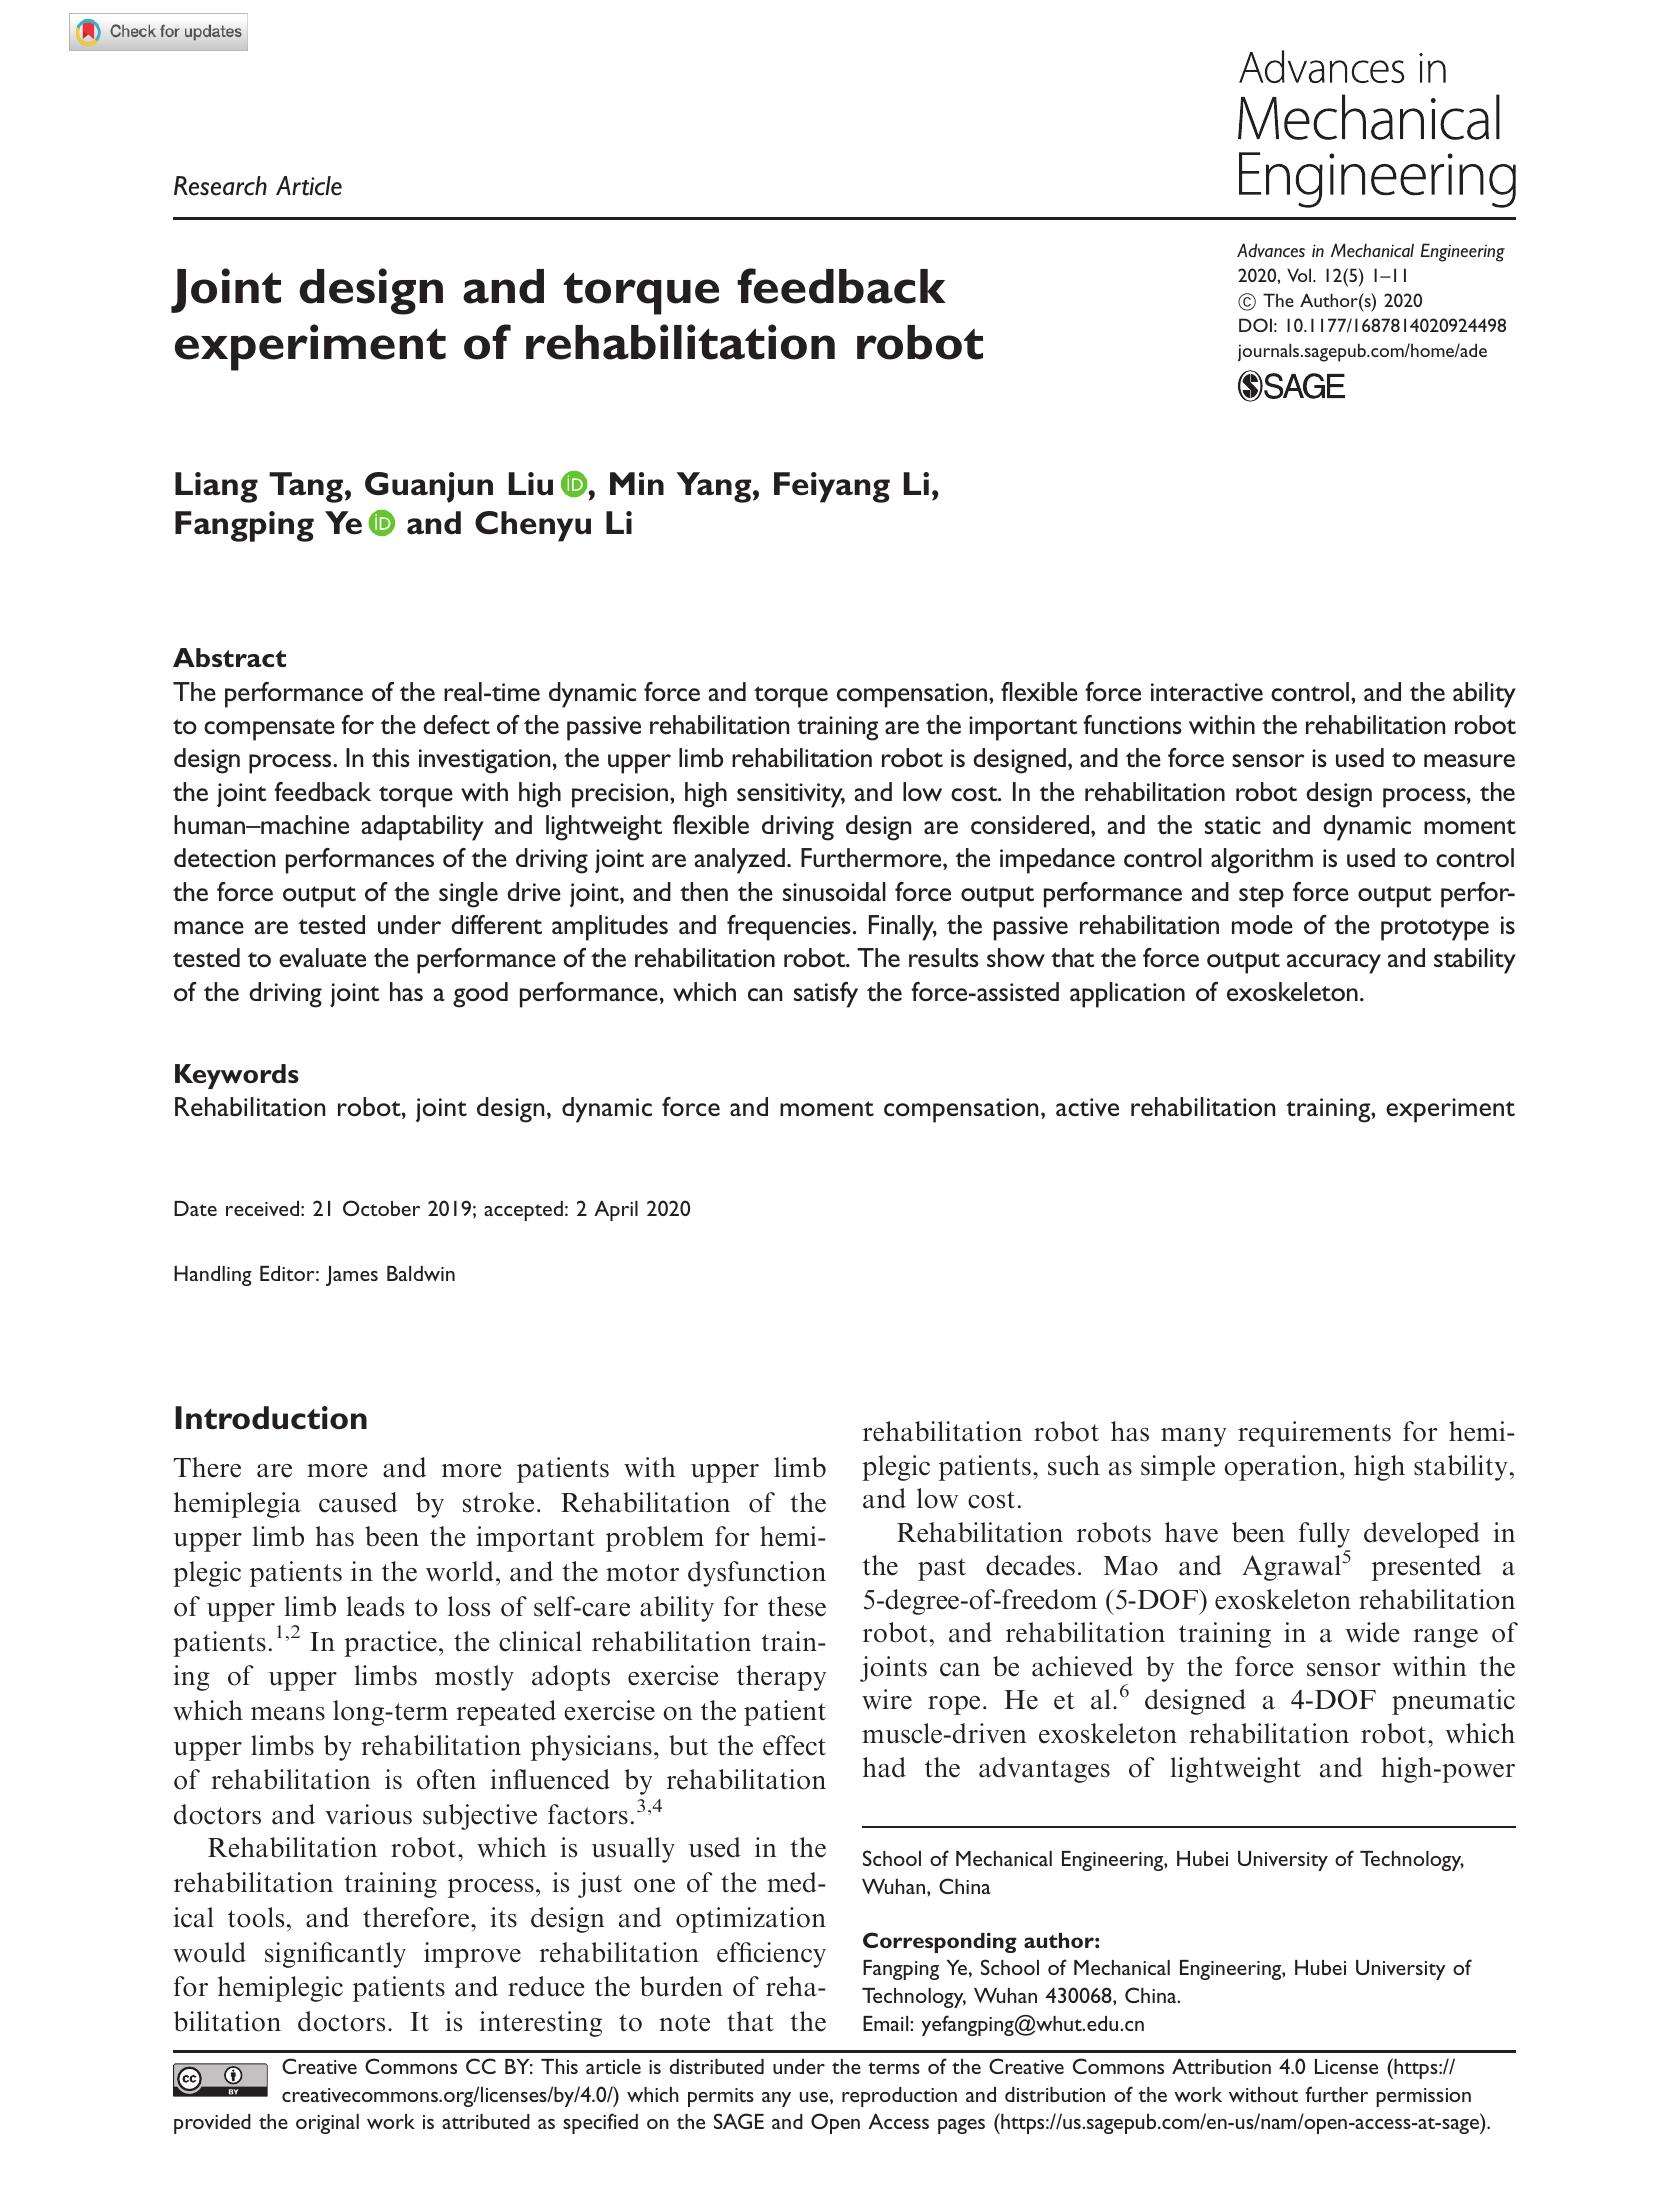 Check for updates
Advances in
Mechanical
Engineering
Research Article
Advances in Mechanical Engineering
2020, Vol. 12(5) 1–11
© The Author(s) 2020
DOI: 10.1177/1687814020924498
journals.sagepub.com/home/ade
SAGE
Joint design and torque feedback
experiment of rehabilitation robot
Liang Tang, Guanjun Liu iD, Min Yang, Feiyang Li,
Fangping Ye iD and Chenyu Li
Abstract
The performance of the real-time dynamic force and torque compensation, flexible force interactive control, and the ability
to compensate for the defect of the passive rehabilitation training are the important functions within the rehabilitation robot
design process. In this investigation, the upper limb rehabilitation robot is designed, and the force sensor is used to measure
the joint feedback torque with high precision, high sensitivity, and low cost. In the rehabilitation robot design process, the
human–machine adaptability and lightweight flexible driving design are considered, and the static and dynamic moment
detection performances of the driving joint are analyzed. Furthermore, the impedance control algorithm is used to control
the force output of the single drive joint, and then the sinusoidal force output performance and step force output perfor-
mance are tested under different amplitudes and frequencies. Finally, the passive rehabilitation mode of the prototype is
tested to evaluate the performance of the rehabilitation robot. The results show that the force output accuracy and stability
of the driving joint has a good performance, which can satisfy the force-assisted application of exoskeleton.
Keywords
Rehabilitation robot, joint design, dynamic force and moment compensation, active rehabilitation training, experiment
Date received: 21 October 2019; accepted: 2 April 2020
Handling Editor: James Baldwin
Introduction
There are more and more patients with upper limb
hemiplegia caused by stroke. Rehabilitation of the
upper limb has been the important problem for hemi-
plegic patients in the world, and the motor dysfunction
of upper limb leads to loss of self-care ability for these
patients.1,2 In practice, the clinical rehabilitation train-
ing of upper limbs mostly adopts exercise therapy
which means long-term repeated exercise on the patient
upper limbs by rehabilitation physicians, but the effect
of rehabilitation is often influenced by rehabilitation
doctors and various subjective factors.3,4
Rehabilitation robot, which is usually used in the
rehabilitation training process, is just one of the med-
ical tools, and therefore, its design and optimization
would significantly improve rehabilitation efficiency
for hemiplegic patients and reduce the burden of reha-
bilitation doctors. It is interesting to note that the
rehabilitation robot has many requirements for hemi-
plegic patients, such as simple operation, high stability,
and low cost.
Rehabilitation robots have been fully developed in
the past decades. Mao and Agrawal5 presented a
5-degree-of-freedom (5-DOF) exoskeleton rehabilitation
robot, and rehabilitation training in a wide range of
joints can be achieved by the force sensor within the
wire rope. He et al.6 designed a 4-DOF pneumatic
muscle-driven exoskeleton rehabilitation robot, which
had the advantages of lightweight and high-power
School of Mechanical Engineering, Hubei University of Technology,
Wuhan, China
Corresponding author:
Fangping Ye, School of Mechanical Engineering, Hubei University of
Technology, Wuhan 430068, China.
Email: yefangping@whut.edu.cn
cc BY
Creative Commons CC BY: This article is distributed under the terms of the Creative Commons Attribution 4.0 License (https://
creativecommons.org/licenses/by/4.0/) which permits any use, reproduction and distribution of the work without further permission
provided the original work is attributed as specified on the SAGE and Open Access pages (https://us.sagepub.com/en-us/nam/open-access-at-sage).